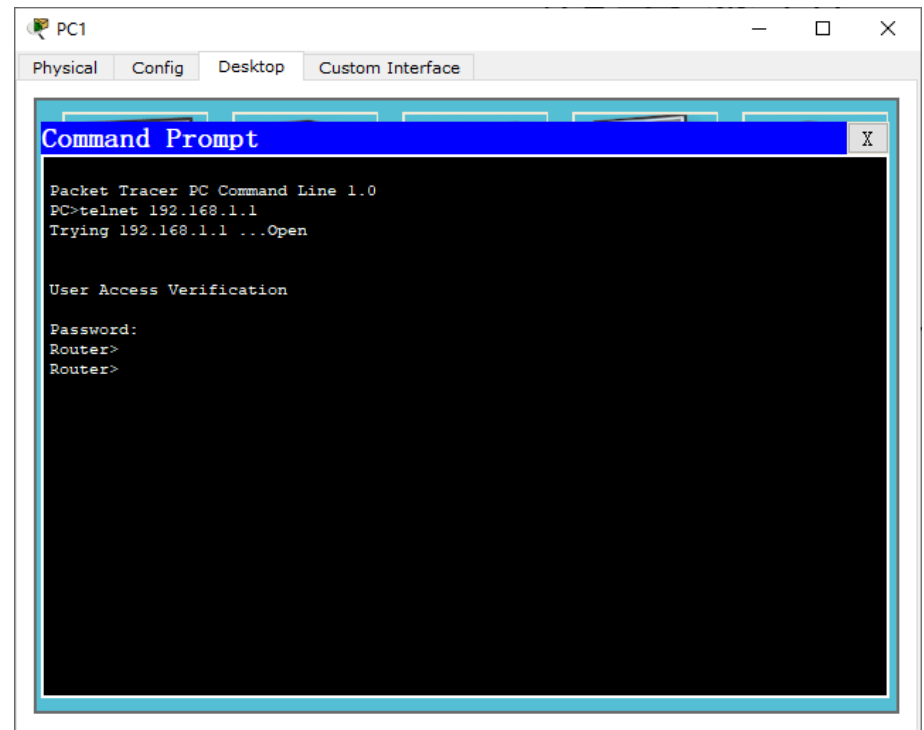 PC1
Physical Config Desktop Custom Interface
Command Prompt X
Packet Tracer PC Command Line 1.0
PC>telnet 192.168.1.1
Trying 192.168.1.1 ...Open
User Access Verification
Password:
Router>
Router>